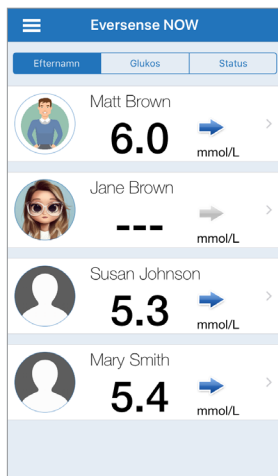 Eversense NOW
Efternamn Glukos Status
Matt Brown
6.0
mmol/L
Jane Brown
---
mmol/L
Susan Johnson
5.3
mmol/L
Mary Smith
5.4
mmol/L